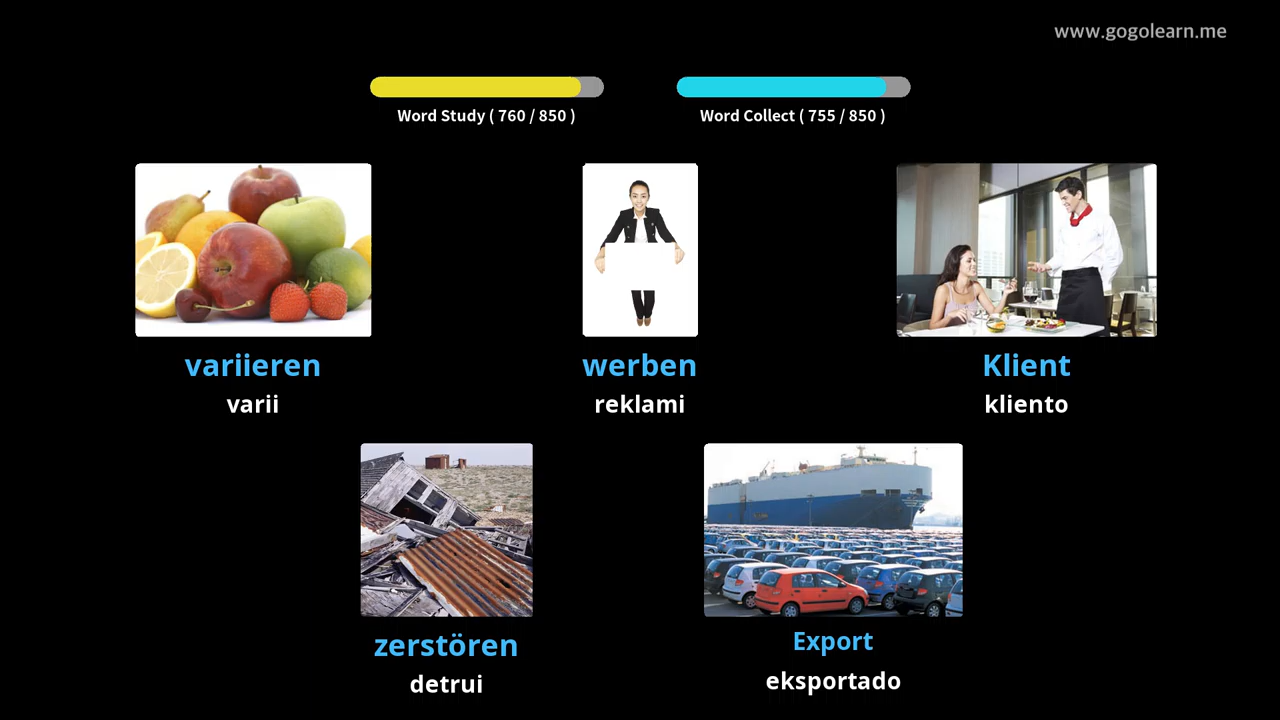 www.gogolearn.me
Word Study ( 760 / 850 )
Word Collect ( 755 / 850 )
variieren
varii
werben
reklami
Klient
kliento
zerstören
detrui
Export
eksportado